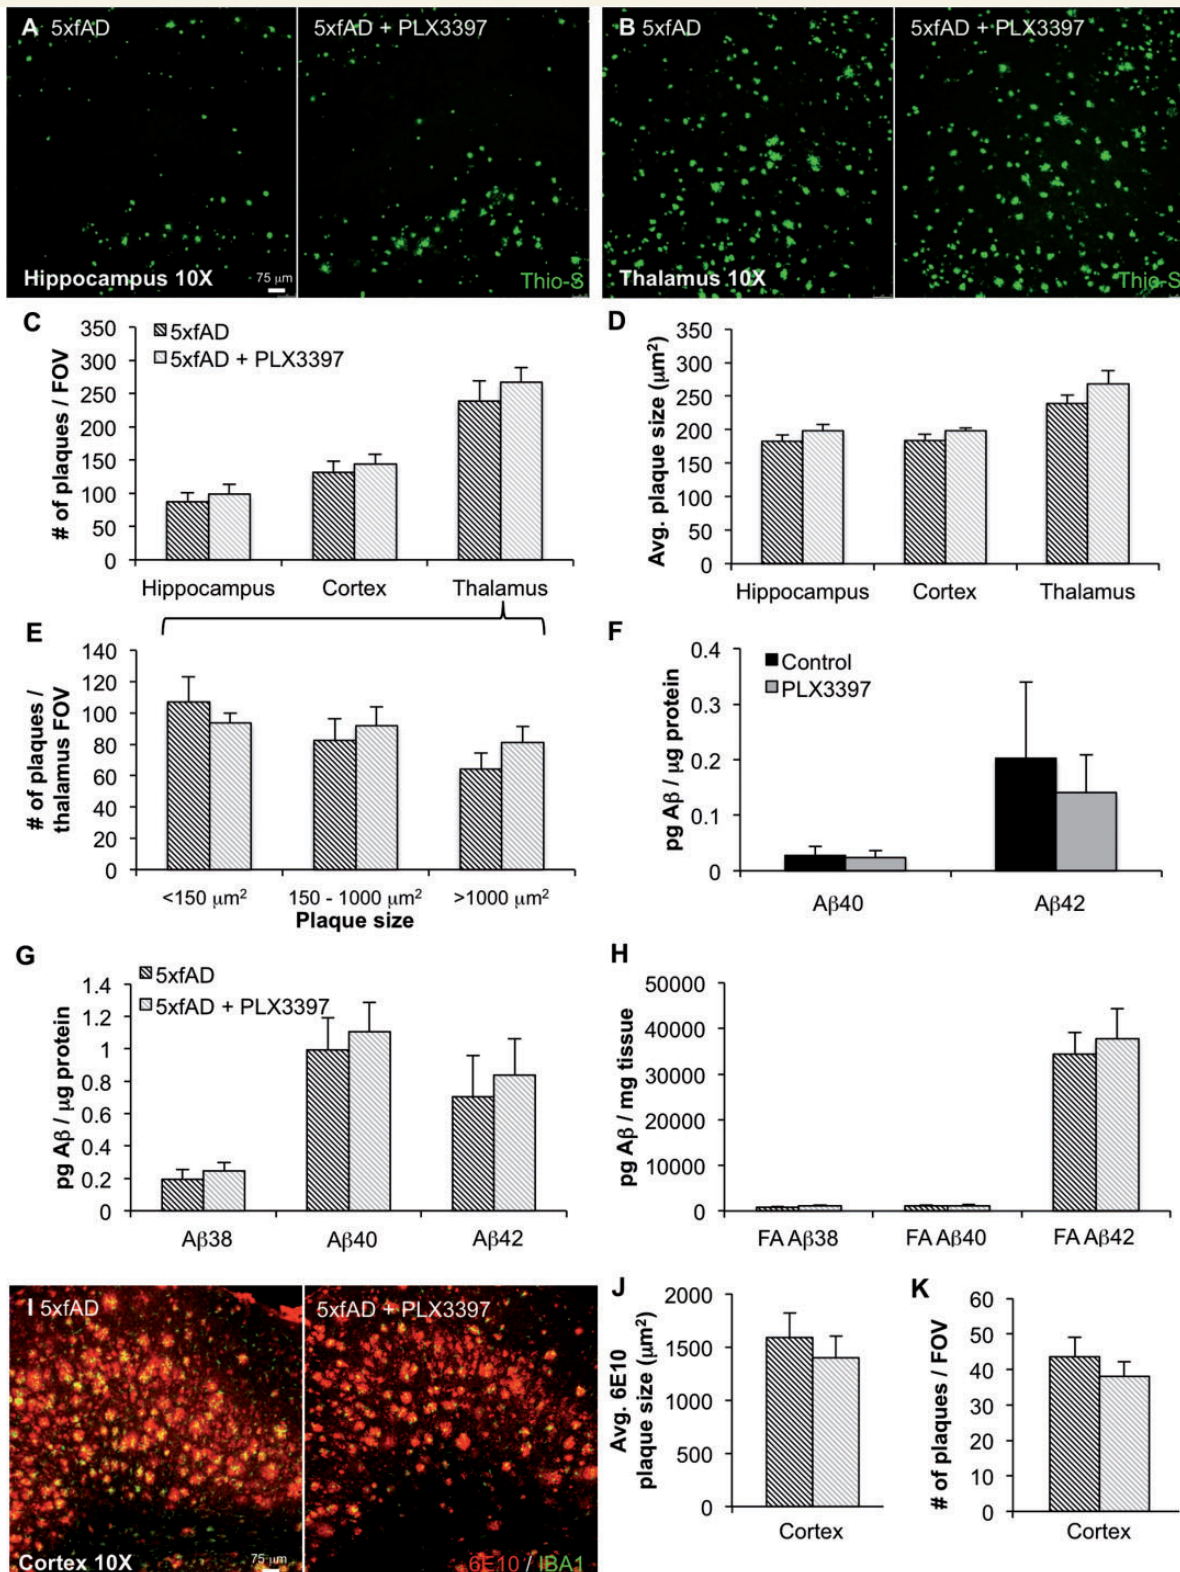 A 5xfAD
5xfAD + PLX3397
Hippocampus 10X
75 µm
Thio-S
B 5xfAD
5xfAD + PLX3397
Thalamus 10X
Thio-S
C
# of plaques / FOV
350
300
250
200
150
100
50
0
5xfAD
5xfAD + PLX3397
Hippocampus
Cortex
Thalamus
D
Avg. plaque size (µm²)
350
300
250
200
150
100
50
0
Hippocampus
Cortex
Thalamus
E
# of plaques /
thalamus FOV
140
120
100
80
60
40
20
0
<150 µm²
150 - 1000 µm²
>1000 µm²
Plaque size
F
pg Aβ / µg protein
0.4
0.3
0.2
0.1
0
Control
PLX3397
Aβ40
Aβ42
G
pg Aβ / µg protein
1.4
1.2
1
0.8
0.6
0.4
0.2
0
5xfAD
5xfAD + PLX3397
Aβ38
Aβ40
Aβ42
H
pg Aβ / mg tissue
50000
40000
30000
20000
10000
0
FA Aβ38
FA Aβ40
FA Aβ42
I 5xfAD
5xfAD + PLX3397
Cortex 10X
75 µm
6E10 / IBA1
J
Avg. 6E10
plaque size (µm²)
2000
1500
1000
500
0
Cortex
K
# of plaques / FOV
60
50
40
30
20
10
0
Cortex